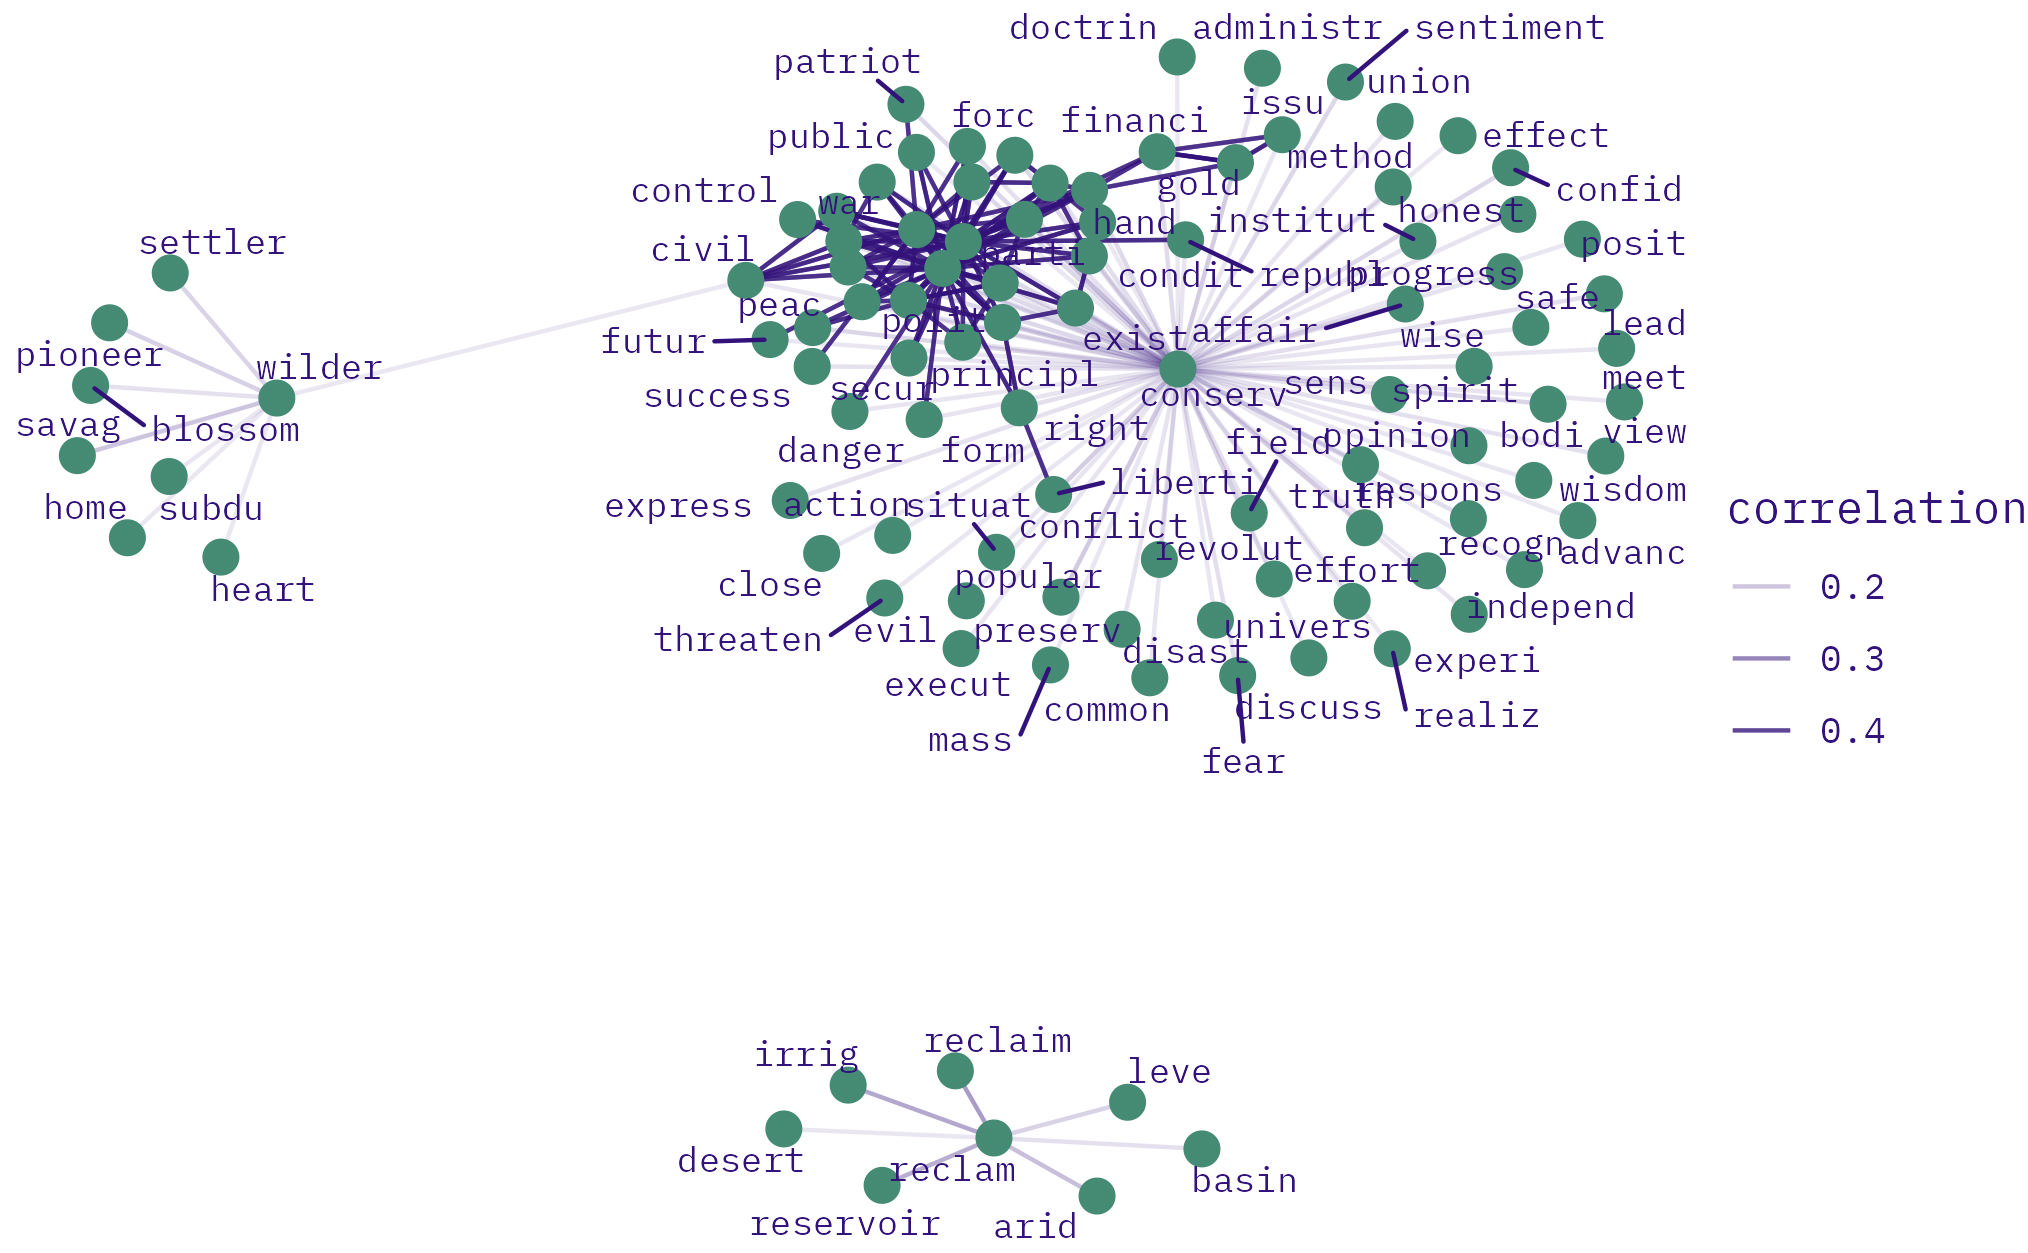 doctrin
administr
sentiment
patriot
union
issu
forc
financi
public
effect
method
gold
confid
control
war
honest
hand
institut
settler
civil
posit
parti
condit
republ
progress
peac
safe
polit
lead
futur
exist
affair
wise
pioneer
wilder
principl
meet
success
secur
conserv
sens
spirit
savag
blossom
right
field
opinion
bodi
view
danger
form
liberti
truth
respons
wisdom
home
subdu
express
action
situat
conflict
correlation
revolut
recogn
advanc
heart
close
popular
effort
0.2
independ
threaten
evil
preserv
univers
disast
experi
0.3
execut
common
discuss
realiz
mass
0.4
fear
irrig
reclaim
leve
desert
reclam
basin
reservoir
arid